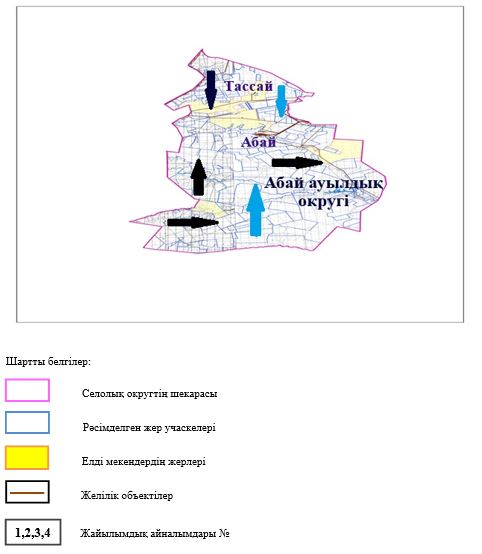 Тассай
Абай
Абай ауылдық
округі
Шартты белгілер:
Селолық округтің шекарасы
Рәсімделген жер учаскелері
Елді мекендердің жерлері
Желілік объектілер
1,2,3,4 Жайылымдық айналымдары №